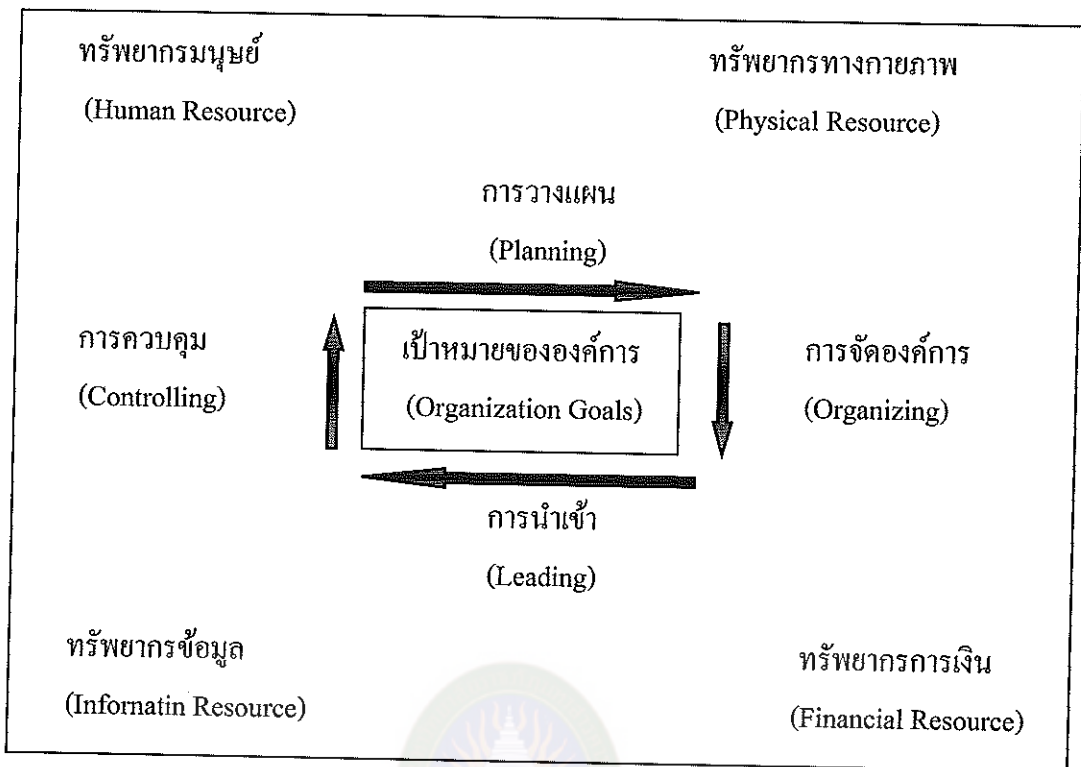 ทรัพยากรมนุษย์
(Human Resource)
ทรัพยากรทางกายภาพ
(Physical Resource)
การวางแผน
(Planning)
การควบคุม
(Controlling)
เป้าหมายขององค์การ
(Organization Goals)
การจัดองค์การ
(Organizing)
การนำเข้า
(Leading)
ทรัพยากรข้อมูล
(Infornatin Resource)
ทรัพยากรการเงิน
(Financial Resource)